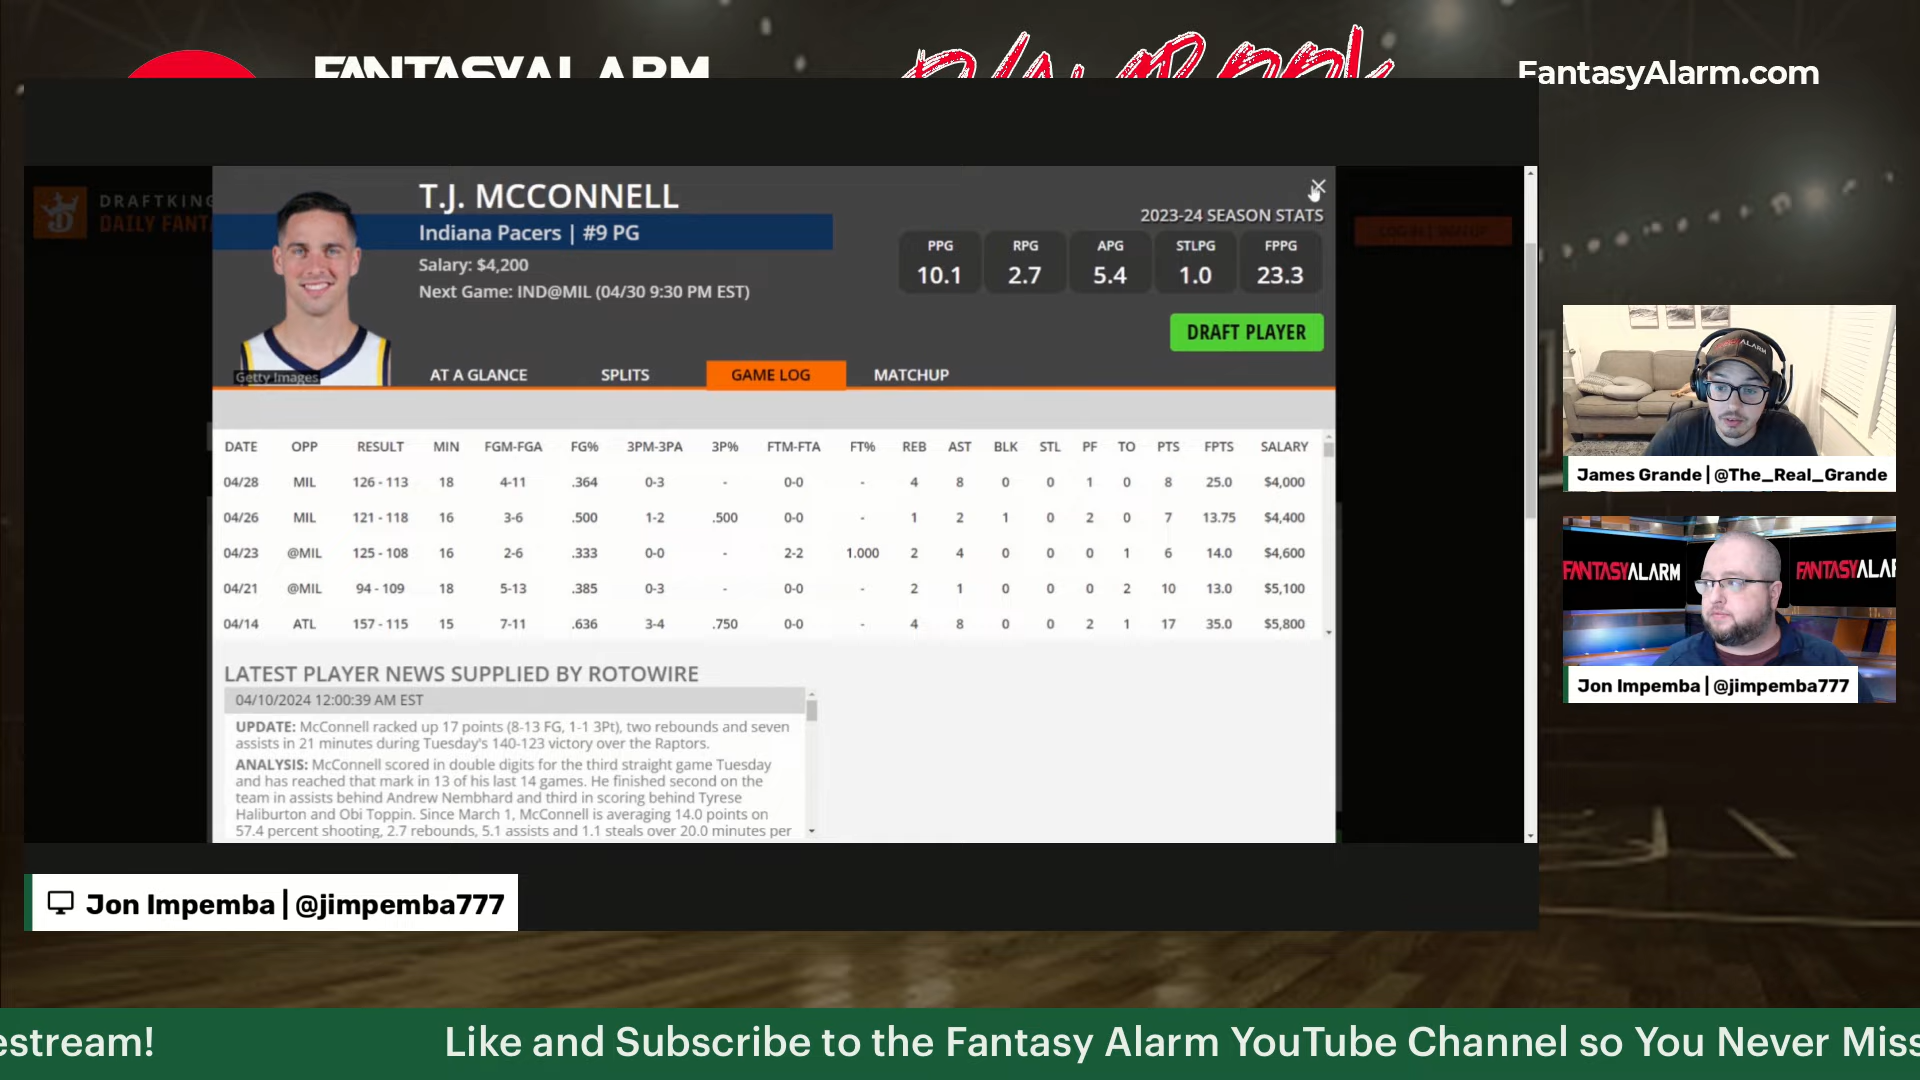 FANTASYALARM
PLAYBOOK
FantasyAlarm.com
DRAFTKING
DAILY FANT
T.J. MCCONNELL
Indiana Pacers | #9 PG
Salary: $4,200
Next Game: IND@MIL (04/30 9:30 PM EST)
Getty Images
2023-24 SEASON STATS
PPG RPG APG STLPG FPPG
10.1 2.7 5.4 1.0 23.3
DRAFT PLAYER
AT A GLANCE SPLITS GAME LOG MATCHUP
DATE OPP RESULT MIN FGM-FGA FG% 3PM-3PA 3P% FTM-FTA FT% REB AST BLK STL PF TO PTS FPTS SALARY
04/28 MIL 126 - 113 18 4-11 .364 0-3 - 0-0 - 4 8 0 0 1 0 8 25.0 $4,000
04/26 MIL 121 - 118 16 3-6 .500 1-2 .500 0-0 - 1 2 1 0 2 0 7 13.75 $4,400
04/23 @MIL 125 - 108 16 2-6 .333 0-0 - 2-2 1.000 2 4 0 0 0 1 6 14.0 $4,600
04/21 @MIL 94 - 109 18 5-13 .385 0-3 - 0-0 - 2 1 0 0 0 2 10 13.0 $5,100
04/14 ATL 157 - 115 15 7-11 .636 3-4 .750 0-0 - 4 8 0 0 2 1 17 35.0 $5,800
LATEST PLAYER NEWS SUPPLIED BY ROTOWIRE
04/10/2024 12:00:39 AM EST
UPDATE: McConnell racked up 17 points (8-13 FG, 1-1 3Pt), two rebounds and seven
assists in 21 minutes during Tuesday's 140-123 victory over the Raptors.
ANALYSIS: McConnell scored in double digits for the third straight game Tuesday
and has reached that mark in 13 of his last 14 games. He finished second on the
team in assists behind Andrew Nembhard and third in scoring behind Tyrese
Haliburton and Obi Toppin. Since March 1, McConnell is averaging 14.0 points on
57.4 percent shooting, 2.7 rebounds, 5.1 assists and 1.1 steals over 20.0 minutes per
ALARM
James Grande | @The_Real_Grande
FANTASYALARM
FANTASYALAR
Jon Impemba | @jimpemba777
Jon Impemba | @jimpemba777
estream! Like and Subscribe to the Fantasy Alarm YouTube Channel so You Never Miss